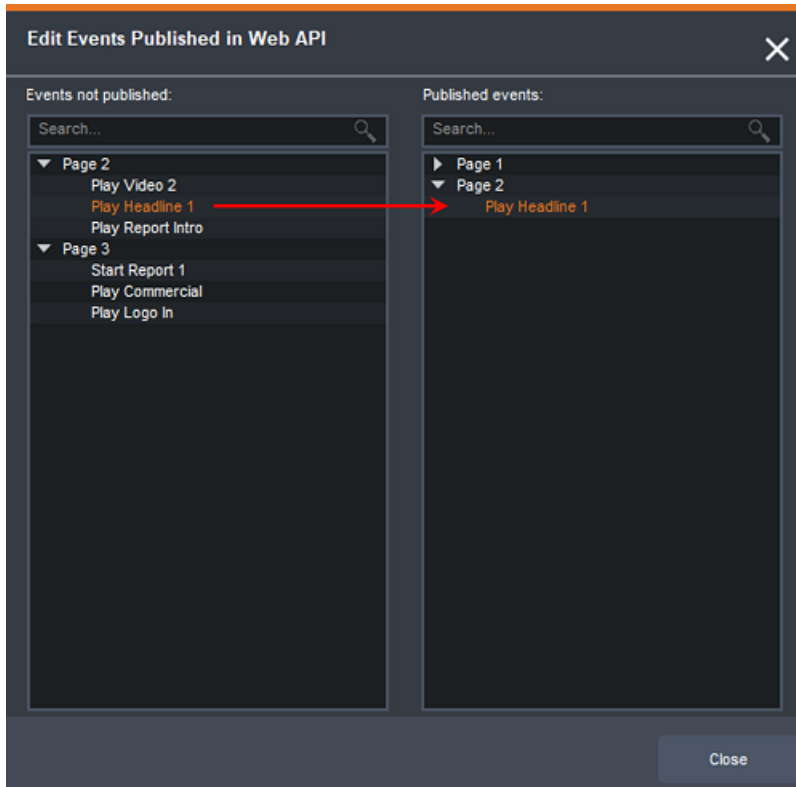 Edit Events Published in Web API
Events not published:
Search...
Page 2
Play Video 2
Play Headline 1
Play Report Intro
Page 3
Start Report 1
Play Commercial
Play Logo In
Published events:
Search...
Page 1
Page 2
Play Headline 1
Close